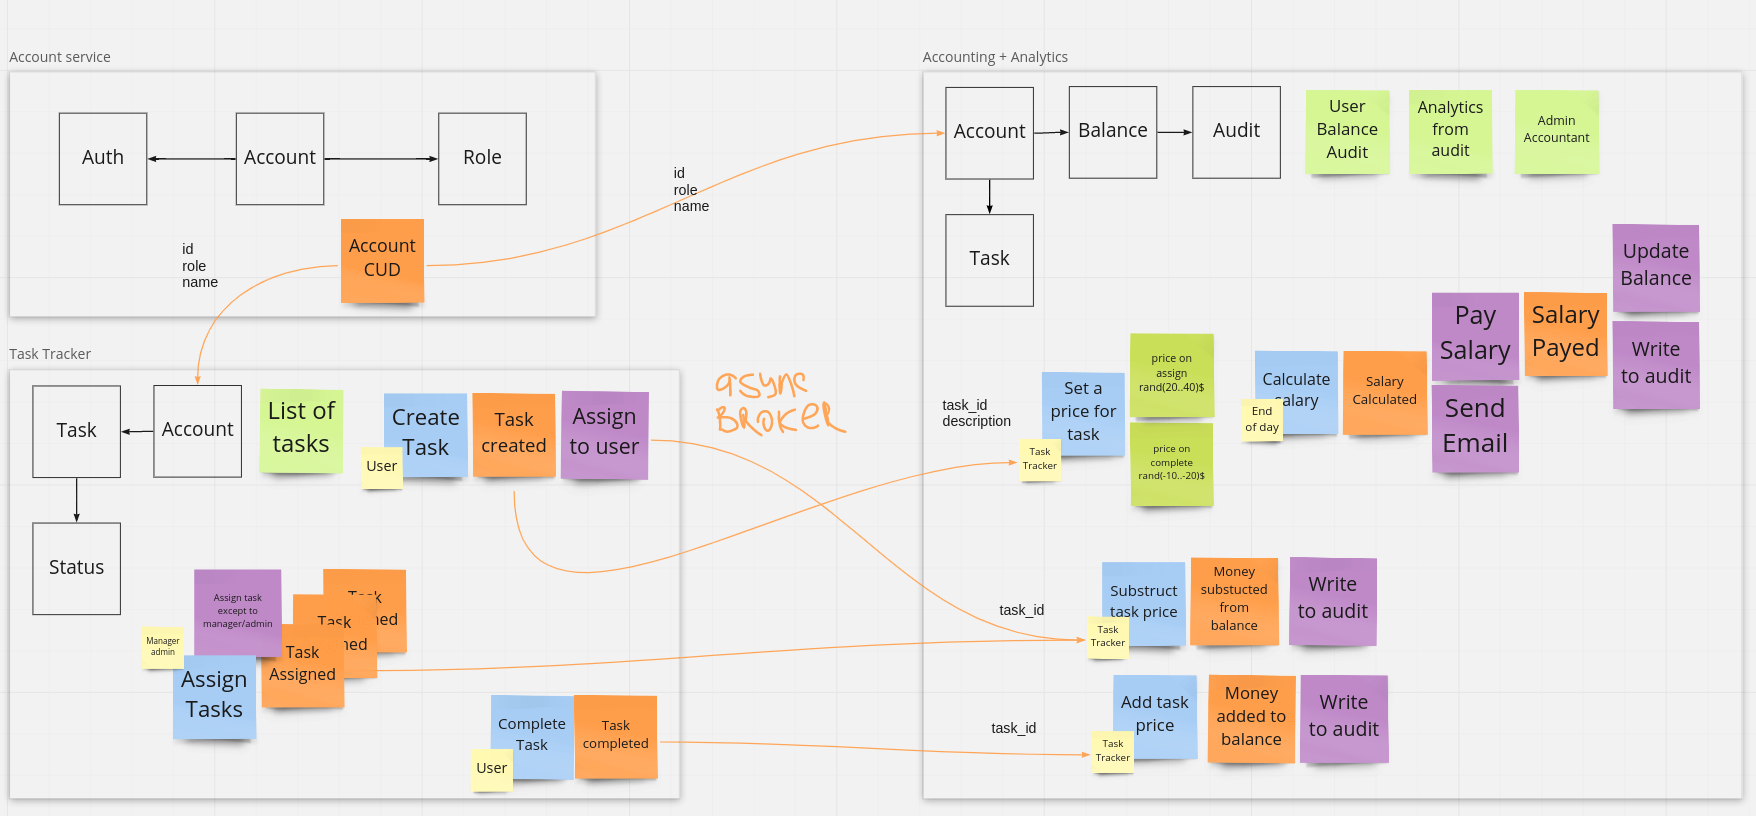 Account service
Auth
Account
Role
Account
CUD
id
role
name
id
role
name
Task Tracker
Task
Account
Status
List of
tasks
Create
Task
User
Task
created
Assign
to user
Assign task
except to
manager/admin
Manager
admin
Assign
Tasks
Task
Assigned
Task
ned
Task
ned
Complete
Task
User
Task
completed
async
BROKER
Accounting + Analytics
Account
Balance
Audit
Task
User
Balance
Audit
Analytics
from
audit
Admin
Accountant
task_id
description
Set a
price for
task
Task
Tracker
price on
assign
rand(20..40)$
price on
complete
rand(-10..-20)$
Calculate
salary
End
of day
Salary
Calculated
Pay
Salary
Send
Email
Salary
Payed
Update
Balance
Write
to audit
task_id
Substruct
task price
Task
Tracker
Money
substucted
from
balance
Write
to audit
task_id
Add task
price
Task
Tracker
Money
added to
balance
Write
to audit